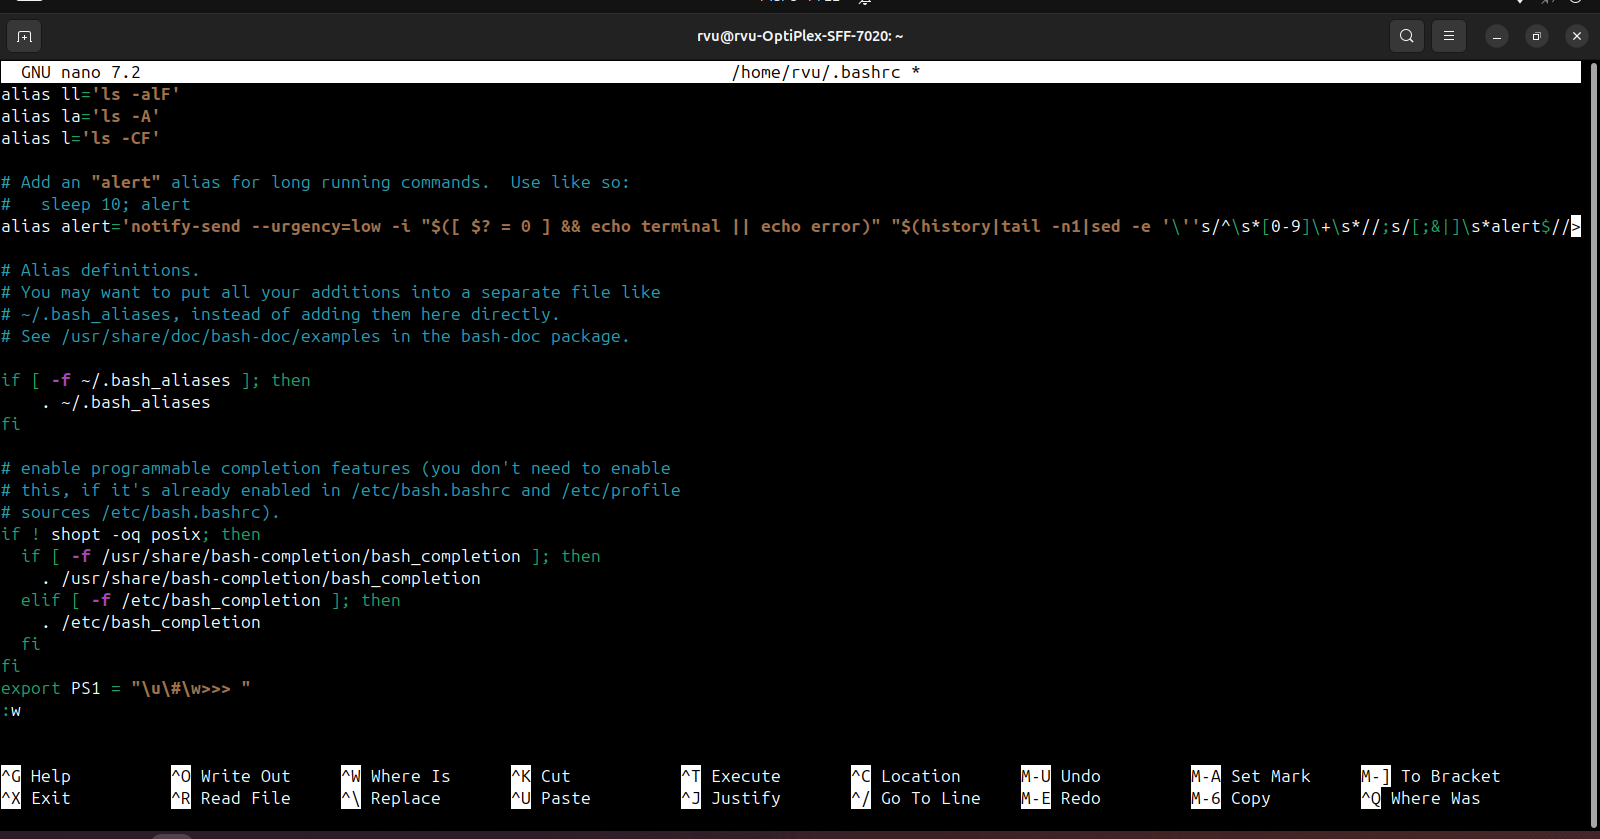 rvu@rvu-OptiPlex-SFF-7020: ~
GNU nano 7.2 /home/rvu/.bashrc *
alias ll='ls -alF'
alias la='ls -A'
alias l='ls -CF'
# Add an "alert" alias for long running commands.  Use like so:
#   sleep 10; alert
alias alert='notify-send --urgency=low -i "$([ $? = 0 ] && echo terminal || echo error)" "$(history|tail -n1|sed -e '\''s/^\s*[0-9]\+\s*//;s/[;&|]\s*alert$//>
# Alias definitions.
# You may want to put all your additions into a separate file like
# ~/.bash_aliases, instead of adding them here directly.
# See /usr/share/doc/bash-doc/examples in the bash-doc package.
if [ -f ~/.bash_aliases ]; then
    . ~/.bash_aliases
fi
# enable programmable completion features (you don't need to enable
# this, if it's already enabled in /etc/bash.bashrc and /etc/profile
# sources /etc/bash.bashrc).
if ! shopt -oq posix; then
  if [ -f /usr/share/bash-completion/bash_completion ]; then
    . /usr/share/bash-completion/bash_completion
  elif [ -f /etc/bash_completion ]; then
    . /etc/bash_completion
  fi
fi
export PS1 = "\u\#\w>>> "
:w
^G Help ^O Write Out ^W Where Is ^K Cut ^T Execute ^C Location M-U Undo M-A Set Mark M-] To Bracket
^X Exit ^R Read File ^\ Replace ^U Paste ^J Justify ^/ Go To Line M-E Redo M-6 Copy ^Q Where Was